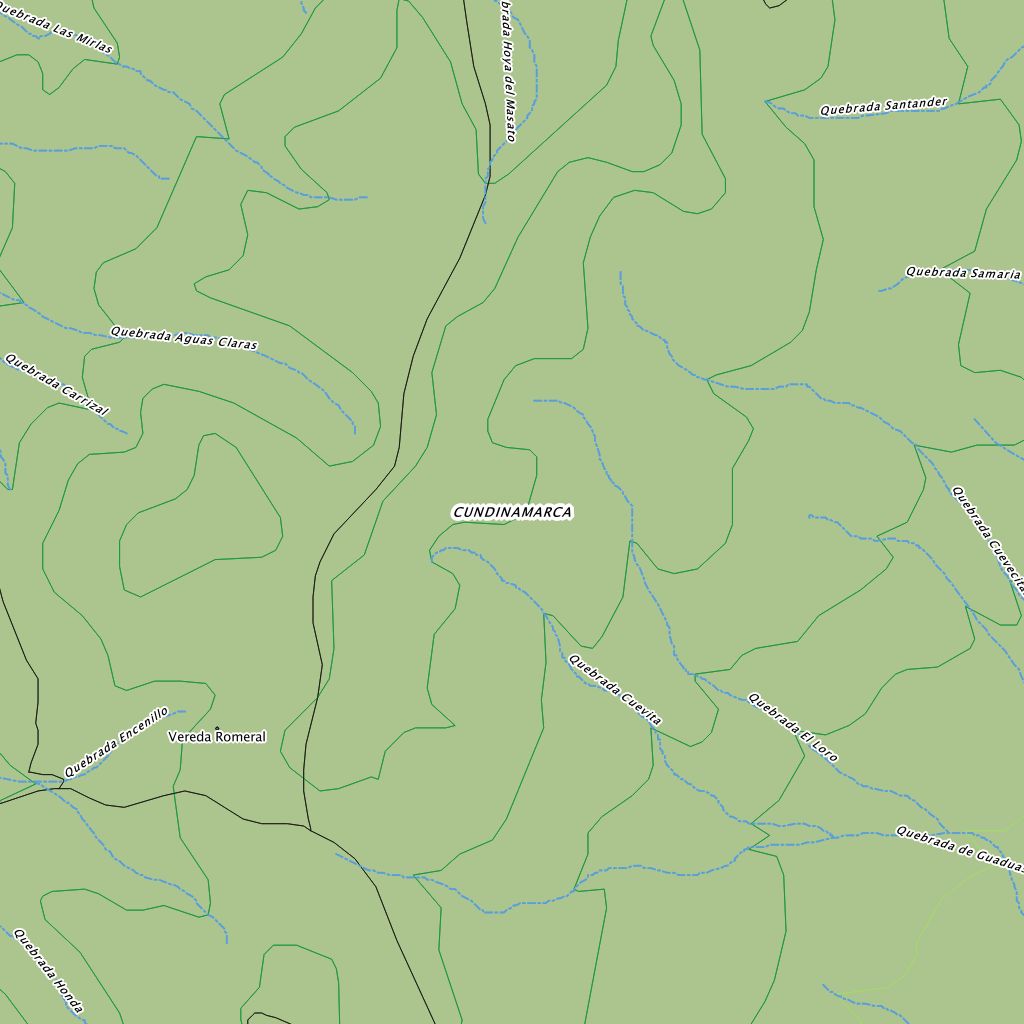 Quebrada Las Mirlas
brada Hoya del Masato
Quebrada Santander
Quebrada Samaria
Quebrada Aguas Claras
Quebrada Carrizal
CUNDINAMARCA
Quebrada Cuevecita
Quebrada Cuevita
Quebrada El Loro
Quebrada Encenillo
Vereda Romeral
Quebrada de Guaduas
Quebrada Honda